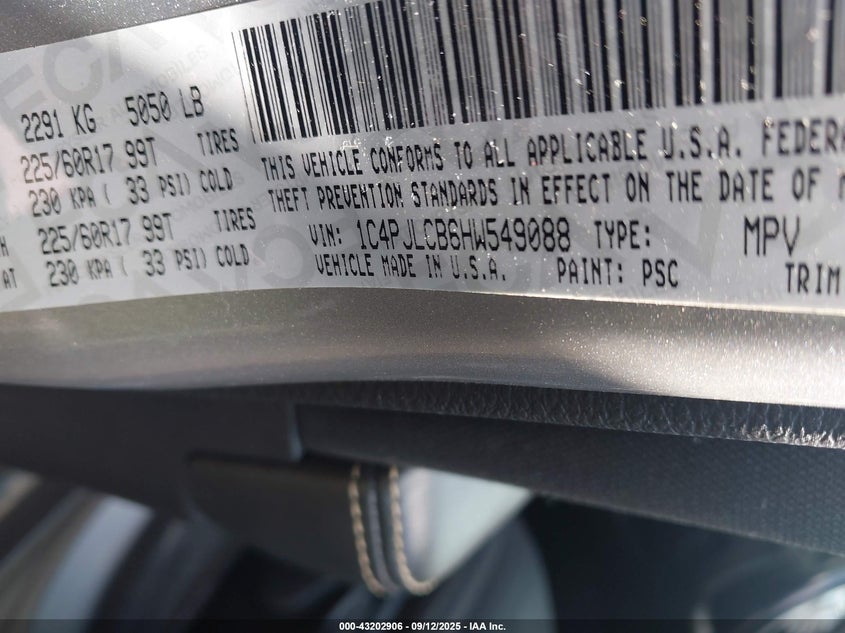 2291 KG 5050 LB
225/60R17 99T TIRES
230 KPA ( 33 PSI) COLD
225/60R17 99T TIRES
230 KPA ( 33 PSI) COLD
H
AT
THIS VEHICLE CONFORMS TO ALL APPLICABLE U.S.A. FEDERA
THEFT PREVENTION STANDARDS IN EFFECT ON THE DATE OF
VIN: 1C4PJLCB6HW549088 TYPE: MPV
VEHICLE MADE IN U.S.A. PAINT: PSC TRIM
000-43202906 - 09/12/2025 - IAA Inc.